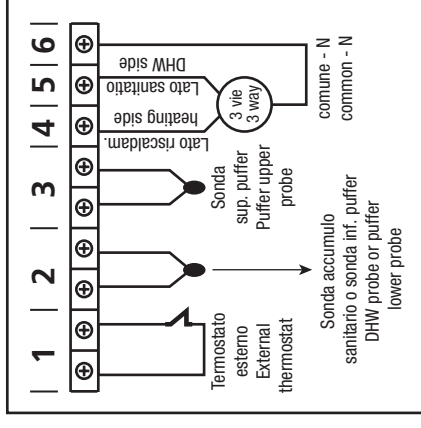 1 2 3 4 5 6
Termostato
esterno
External
thermostat
Sonda accumulo
sanitario o sonda inf. puffer
DHW probe or puffer
lower probe
Sonda
sup. puffer
Puffer upper
probe
Lato riscaldam.
heating side
Lato sanitatio
DHW side
3 vie
3 way
comune - N
common - N